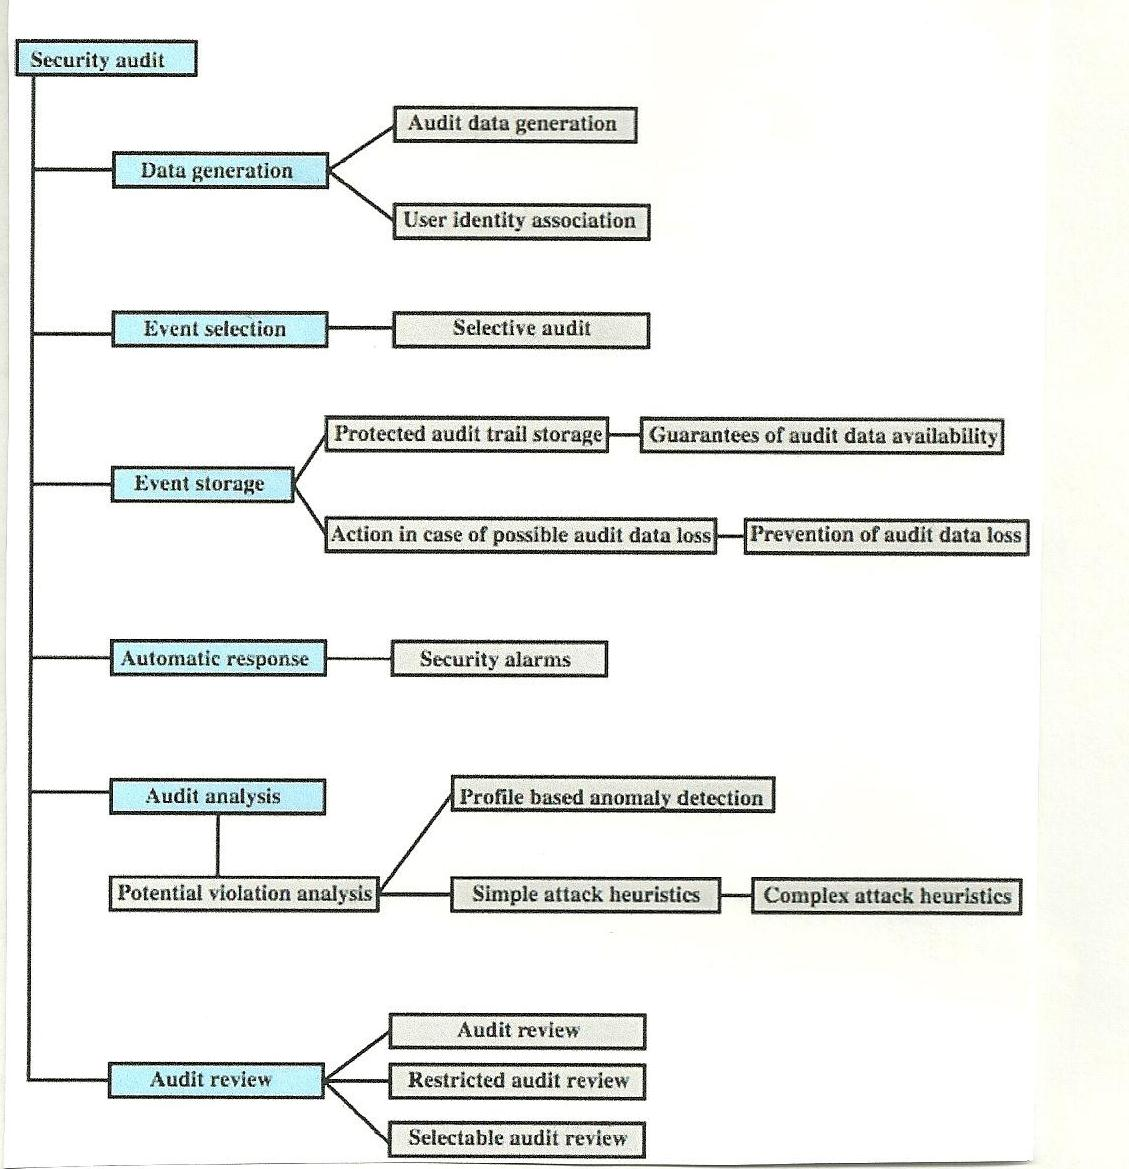 Security audit
Audit data generation
Data generation
User identity association
Event selection
Selective audit
Protected audit trail storage
Guarantees of audit data availability
Event storage
Action in case of possible audit data loss
Prevention of audit data loss
Automatic response
Security alarms
Audit analysis
Profile based anomaly detection
Potential violation analysis
Simple attack heuristics
Complex attack heuristics
Audit review
Audit review
Restricted audit review
Selectable audit review